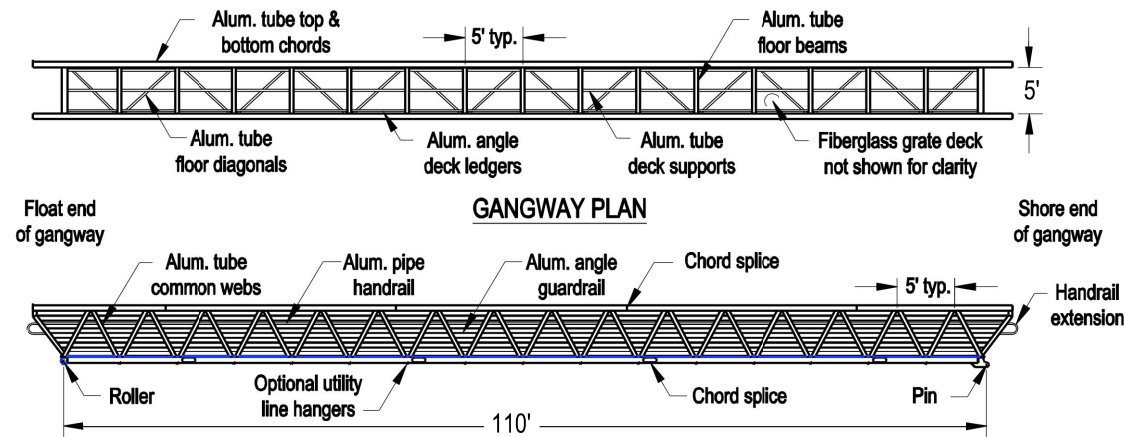 Alum. tube top &
bottom chords
5' typ.
Alum. tube
floor beams
5'
Alum. tube
floor diagonals
Alum. angle
deck ledgers
Alum. tube
deck supports
Fiberglass grate deck
not shown for clarity
Float end
of gangway
GANGWAY PLAN
Shore end
of gangway
Alum. tube
common webs
Alum. pipe
handrail
Alum. angle
guardrail
Chord splice
5' typ.
Handrail
extension
Roller
Optional utility
line hangers
Chord splice
Pin
110'